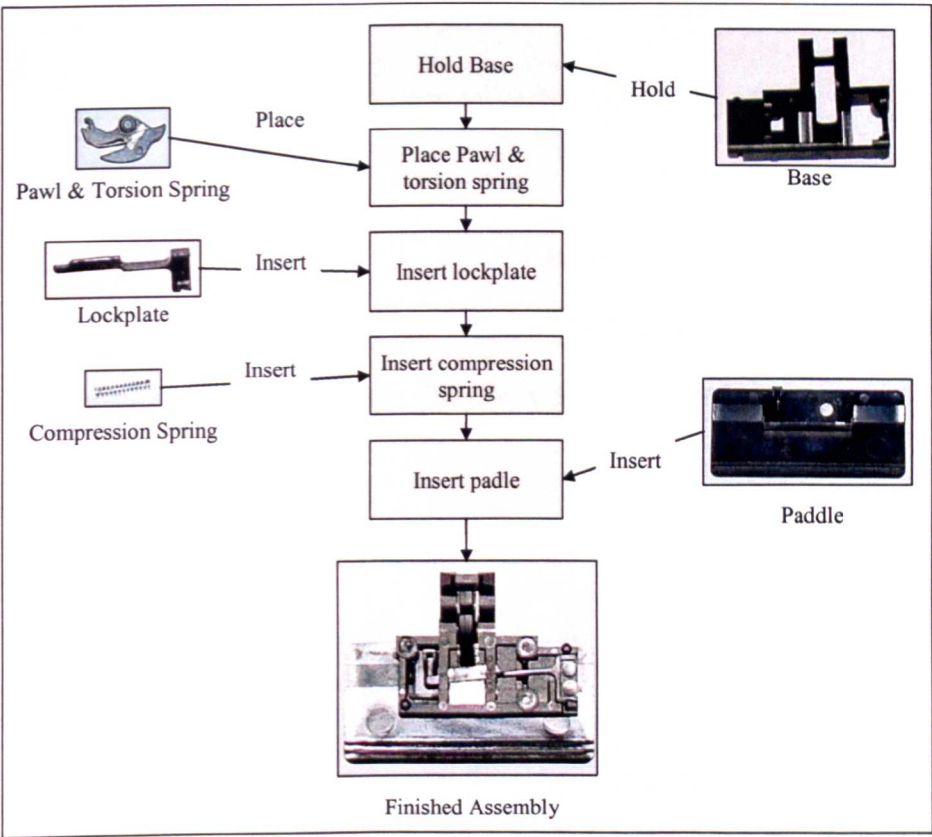 Hold Base
Hold
Base
Place
Place Pawl &
torsion spring
Pawl & Torsion Spring
Insert
Insert lockplate
Lockplate
Insert
Insert compression
spring
Compression Spring
Insert padle
Insert
Paddle
Finished Assembly